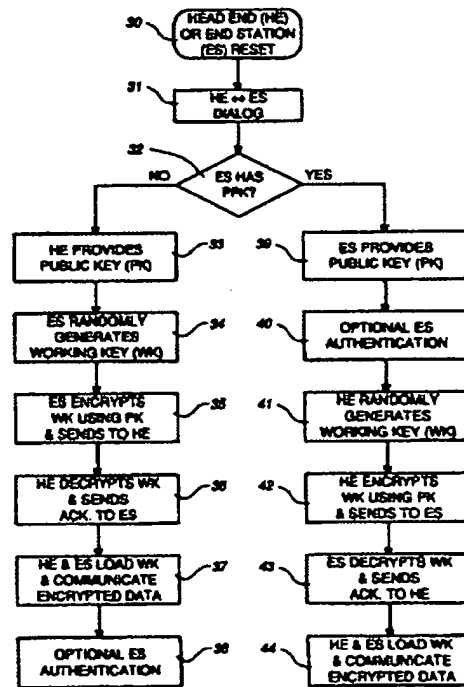 30
HEAD END (HE)
OR END STATION
(ES) RESET
31
HE ↔ ES
DIALOG
32
NO
ES HAS
PPK?
YES
HE PROVIDES
PUBLIC KEY (PK)
33
ES RANDOMLY
GENERATES
WORKING KEY (WK)
34
ES ENCRYPTS
WK USING PK
& SENDS TO HE
35
HE DECRYPTS WK
& SENDS
ACK. TO ES
36
HE & ES LOAD WK
& COMMUNICATE
ENCRYPTED DATA
37
OPTIONAL ES
AUTHENTICATION
38
39
ES PROVIDES
PUBLIC KEY (PK)
40
OPTIONAL ES
AUTHENTICATION
41
HE RANDOMLY
GENERATES
WORKING KEY (WK)
42
HE ENCRYPTS
WK USING PK
& SENDS TO ES
43
ES DECRYPTS WK
& SENDS
ACK. TO HE
44
HE & ES LOAD WK
& COMMUNICATE
ENCRYPTED DATA